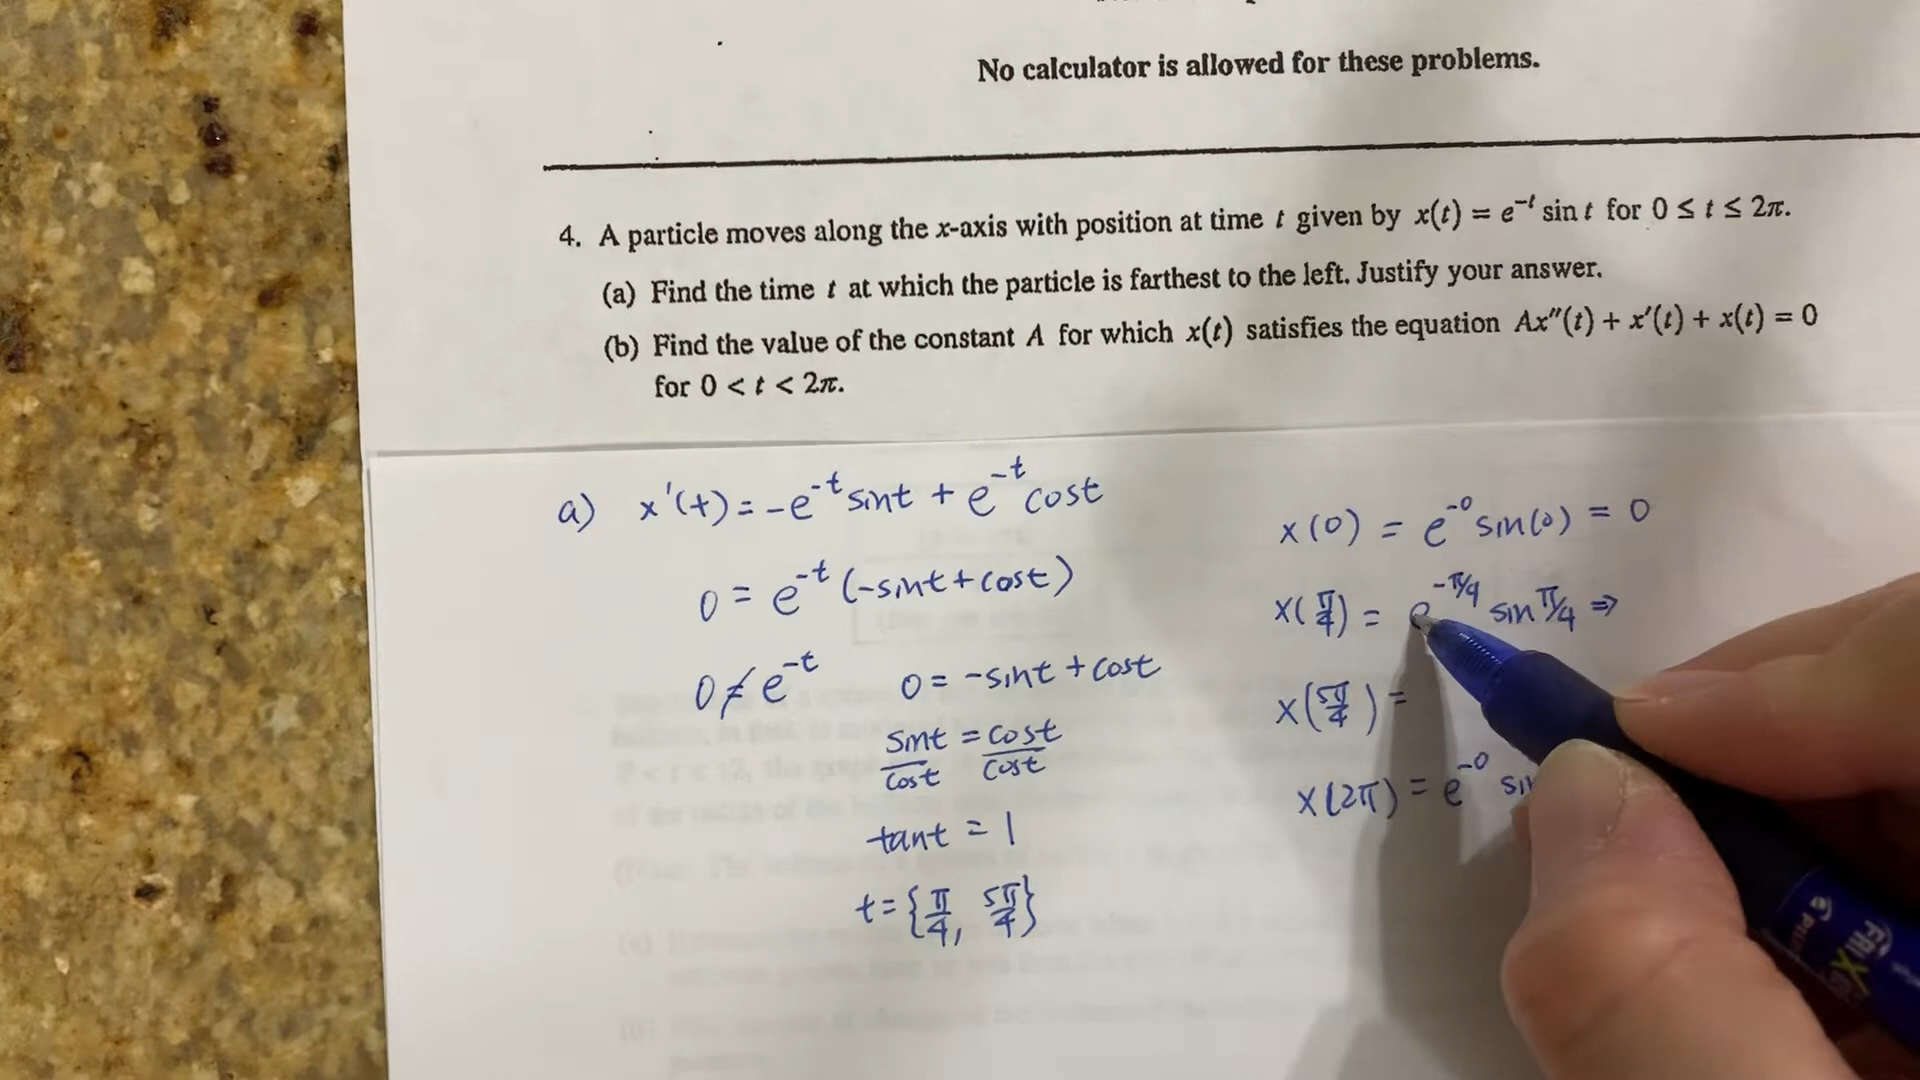 No calculator is allowed for these problems.
4. A particle moves along the x-axis with position at time t given by x(t) = e⁻ᵗ sin t for 0 ≤ t ≤ 2π.
(a) Find the time t at which the particle is farthest to the left. Justify your answer.
(b) Find the value of the constant A for which x(t) satisfies the equation Ax″(t) + x′(t) + x(t) = 0
for 0 < t < 2π.
a) x'(t) = -e⁻ᵗ sint + e⁻ᵗ cost
0 = e⁻ᵗ (-sint + cost)
0 ≠ e⁻ᵗ
0 = -sint + cost
sint/cost = cost/cost
tant = 1
t = {π/4, 5π/4}
x(0) = e⁻⁰ sin(0) = 0
x(π/4) = e^(-π/4) sin π/4 ⇒
x(5π/4) =
x(2π) = e⁻⁰
FRIXION